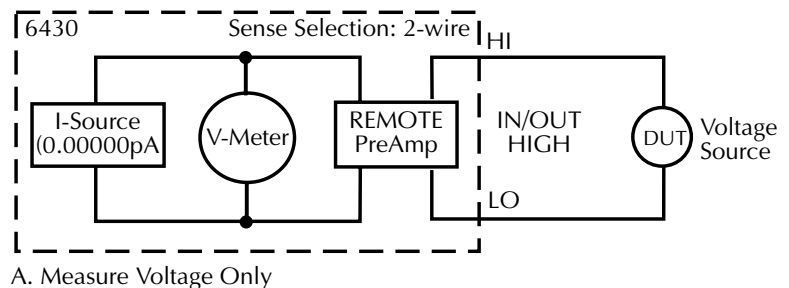 6430
Sense Selection: 2-wire
HI
I-Source
(0.00000pA
V-Meter
REMOTE
PreAmp
IN/OUT
HIGH
DUT
Voltage
Source
LO
A. Measure Voltage Only